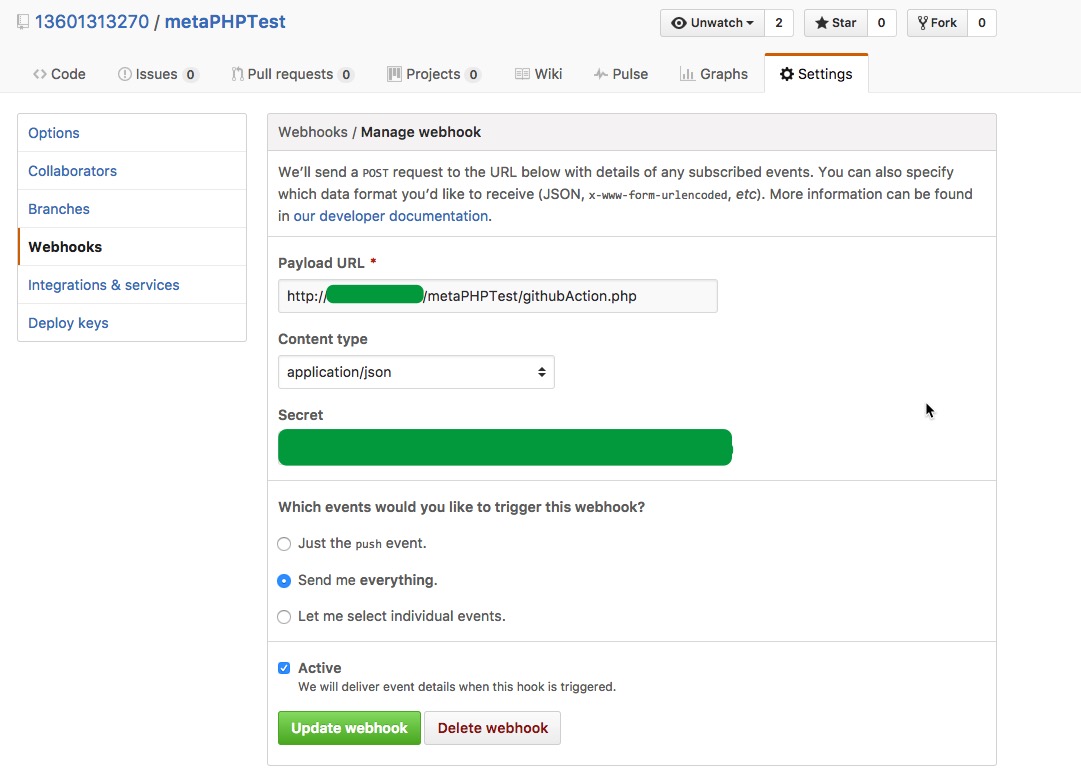 13601313270 / metaPHPTest
Unwatch 2 Star 0 Fork 0
Code Issues 0 Pull requests 0 Projects 0 Wiki Pulse Graphs Settings
Options
Collaborators
Branches
Webhooks
Integrations & services
Deploy keys
Webhooks / Manage webhook
We’ll send a POST request to the URL below with details of any subscribed events. You can also specify
which data format you’d like to receive (JSON, x-www-form-urlencoded, etc). More information can be found
in our developer documentation.
Payload URL *
http:// /metaPHPTest/githubAction.php
Content type
application/json
Secret
Which events would you like to trigger this webhook?
Just the push event.
Send me everything.
Let me select individual events.
Active
We will deliver event details when this hook is triggered.
Update webhook Delete webhook